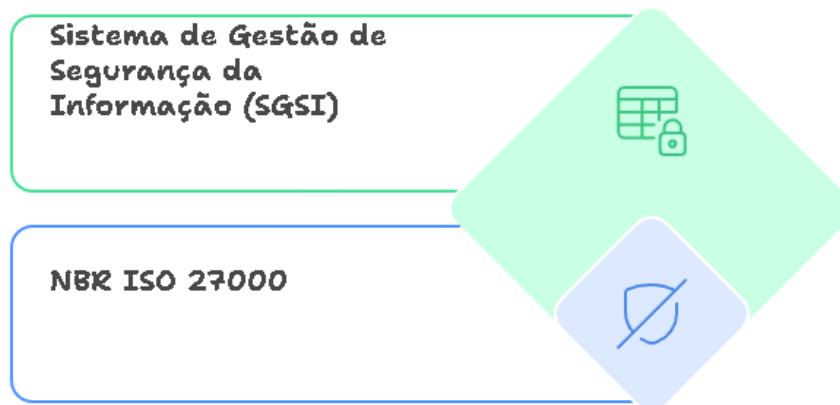 Sistema de Gestão de
Segurança da
Informação (SGSI)
NBR ISO 27000